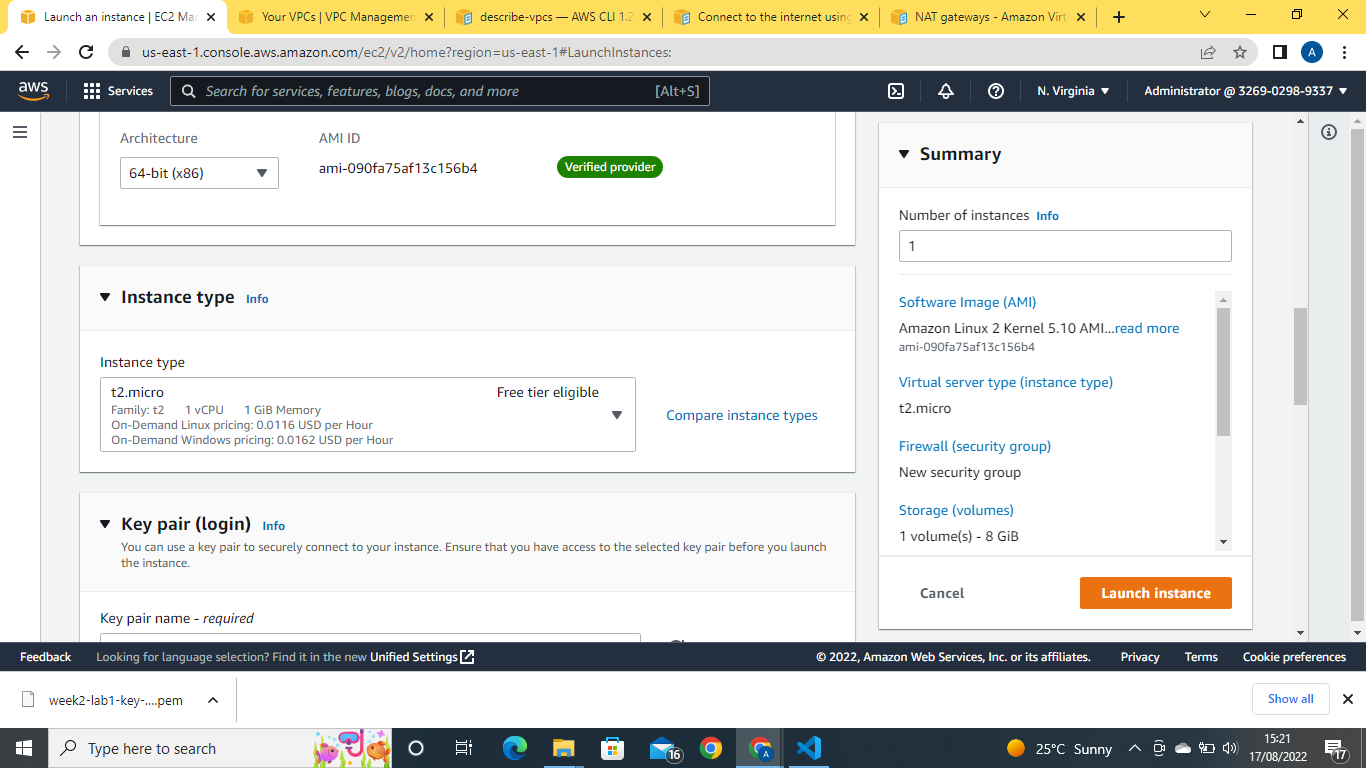 Launch an instance | EC2 Mar
Your VPCs | VPC Managemen
describe-vpcs — AWS CLI 1.2
Connect to the internet using
NAT gateways - Amazon Virt
us-east-1.console.aws.amazon.com/ec2/v2/home?region=us-east-1#LaunchInstances:
A
aws
Services
Search for services, features, blogs, docs, and more
[Alt+S]
N. Virginia
Administrator @ 3269-0298-9337
Architecture
AMI ID
64-bit (x86)
ami-090fa75af13c156b4
Verified provider
Instance type Info
Instance type
t2.micro
Free tier eligible
Family: t2 1 vCPU 1 GiB Memory
On-Demand Linux pricing: 0.0116 USD per Hour
On-Demand Windows pricing: 0.0162 USD per Hour
Compare instance types
Key pair (login) Info
You can use a key pair to securely connect to your instance. Ensure that you have access to the selected key pair before you launch
the instance.
Key pair name - required
Summary
Number of instances Info
1
Software Image (AMI)
Amazon Linux 2 Kernel 5.10 AMI...read more
ami-090fa75af13c156b4
Virtual server type (instance type)
t2.micro
Firewall (security group)
New security group
Storage (volumes)
1 volume(s) - 8 GiB
Cancel
Launch instance
Feedback
Looking for language selection? Find it in the new Unified Settings
© 2022, Amazon Web Services, Inc. or its affiliates.
Privacy
Terms
Cookie preferences
week2-lab1-key-....pem
Show all
Type here to search
16
A
25°C Sunny
15:21
17/08/2022
17